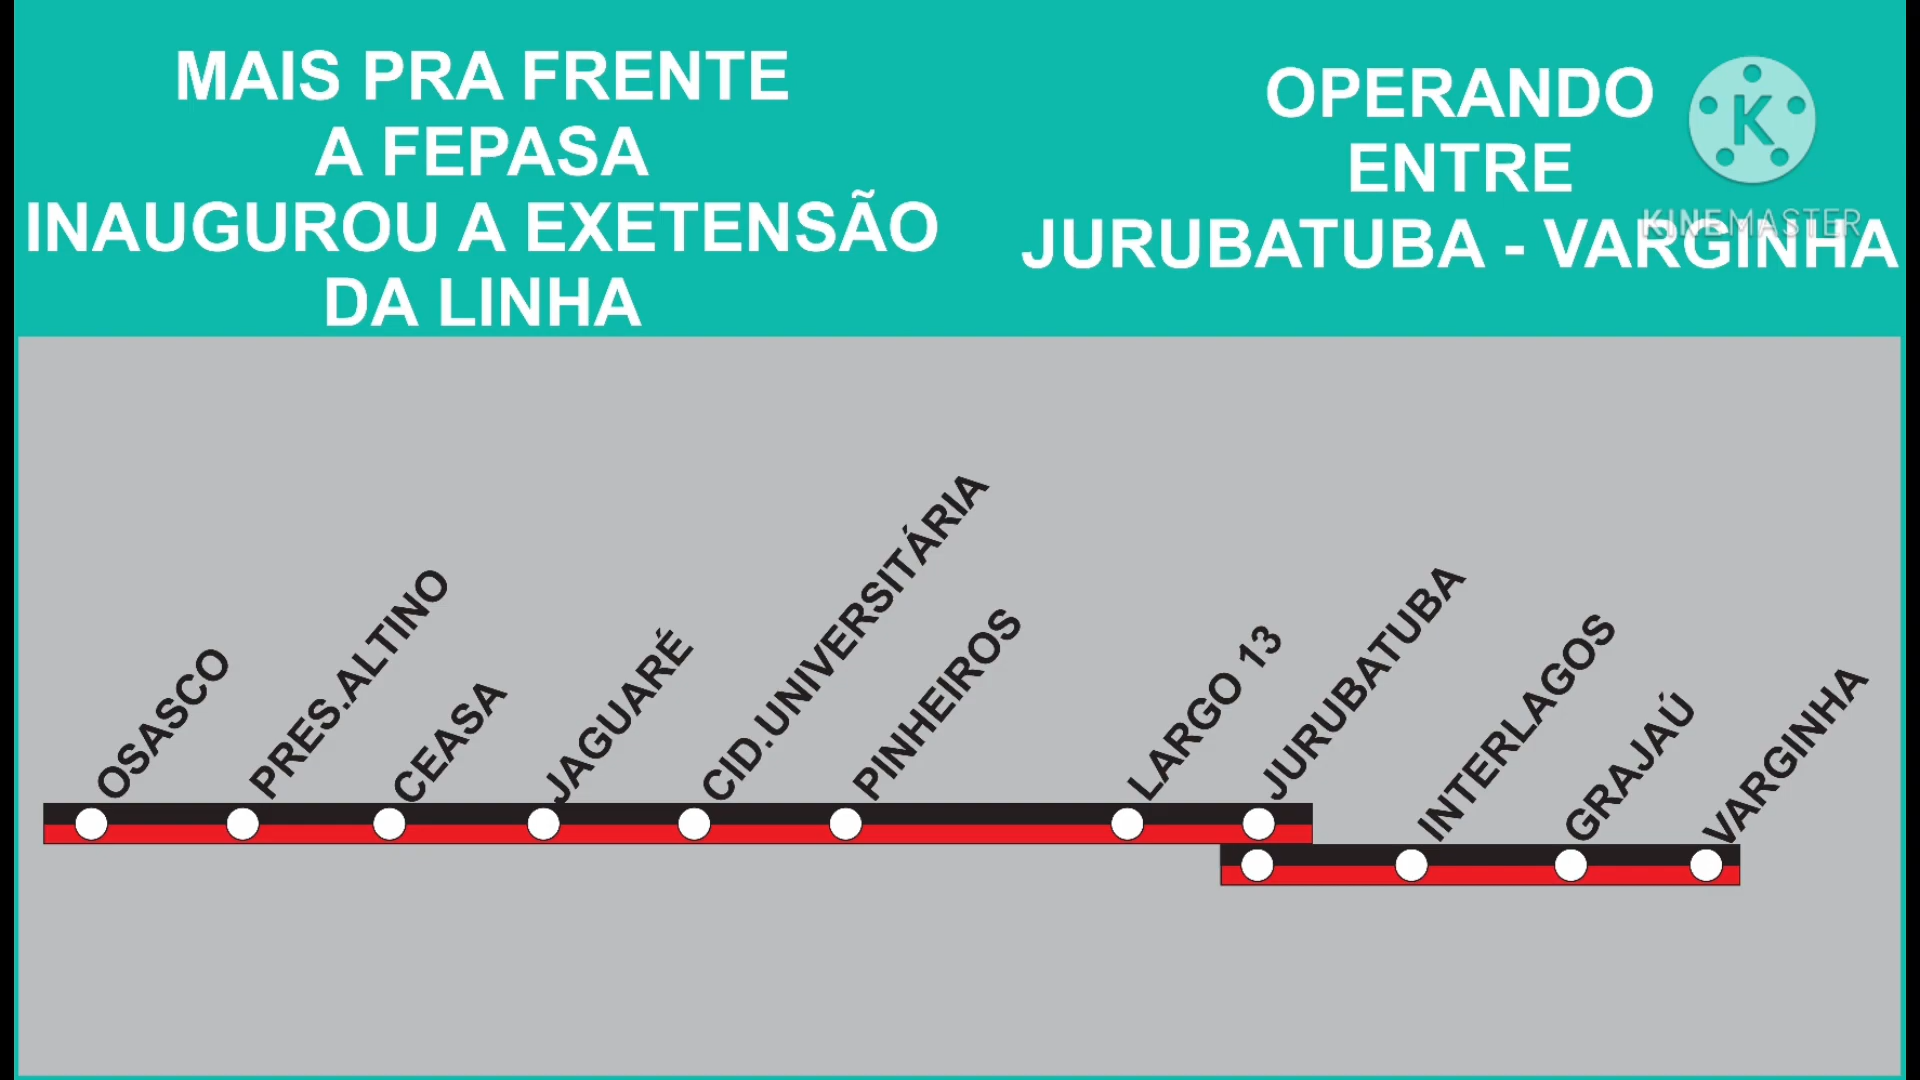 MAIS PRA FRENTE
A FEPASA
INAUGUROU A EXETENSÃO
DA LINHA
OPERANDO
ENTRE
JURUBATUBA - VARGINHA
K
KINEMASTER
OSASCO
PRES.ALTINO
CEASA
JAGUARÉ
CID.UNIVERSITÁRIA
PINHEIROS
LARGO 13
JURUBATUBA
INTERLAGOS
GRAJAÚ
VARGINHA